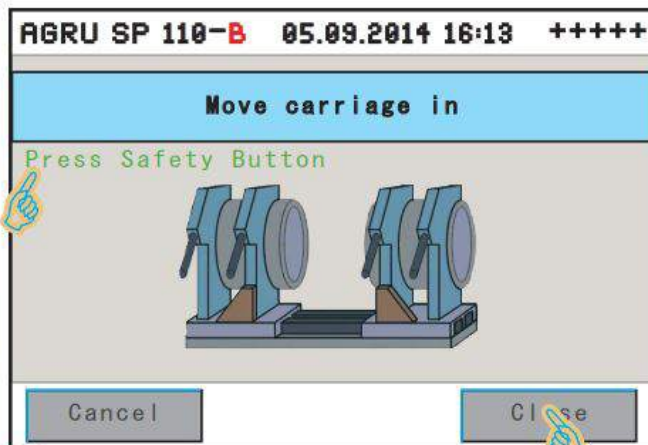 AGRU SP 110-B 05.09.2014 16:13 +++++
Move carriage in
Press Safety Button
Cancel Close